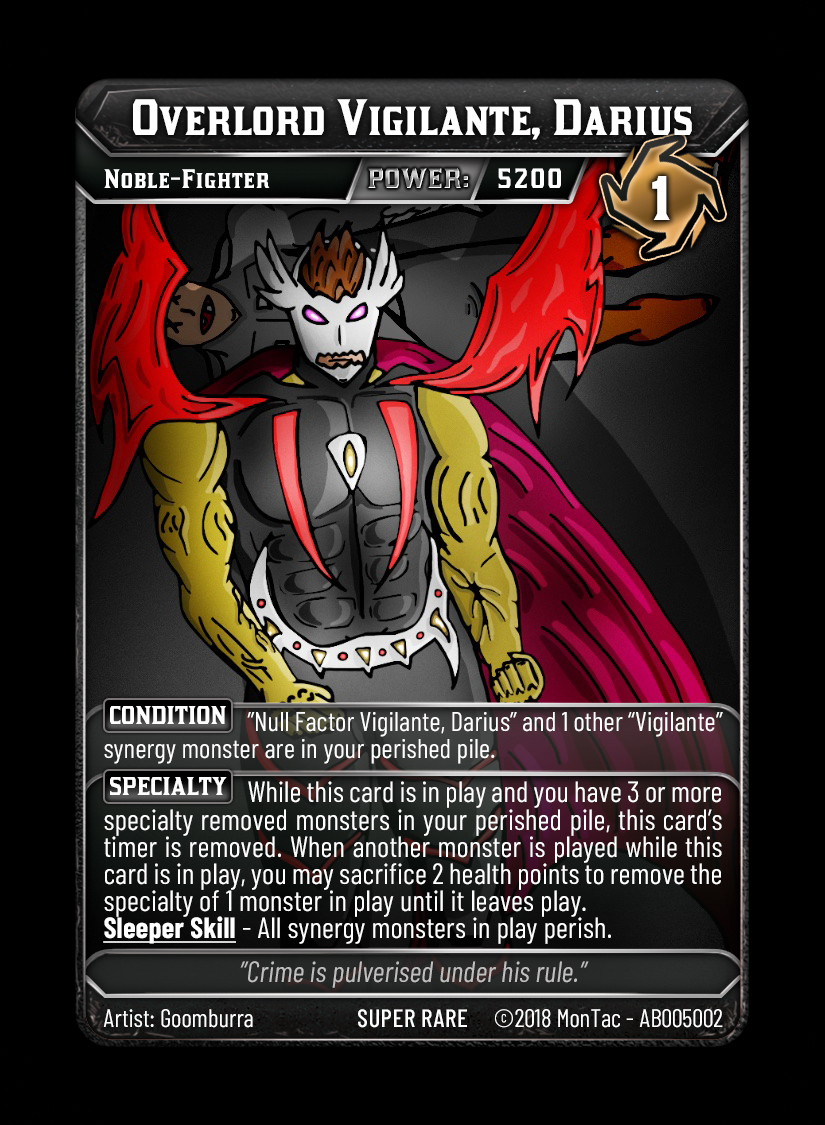 Overlord Vigilante, Darius
Noble-Fighter POWER: 5200 1
CONDITION "Null Factor Vigilante, Darius" and 1 other "Vigilante"
synergy monster are in your perished pile.
SPECIALTY While this card is in play and you have 3 or more
specialty removed monsters in your perished pile, this card's
timer is removed. When another monster is played while this
card is in play, you may sacrifice 2 health points to remove the
specialty of 1 monster in play until it leaves play.
Sleeper Skill - All synergy monsters in play perish.
"Crime is pulverised under his rule."
Artist: Goomburra SUPER RARE ©2018 MonTac - AB005002